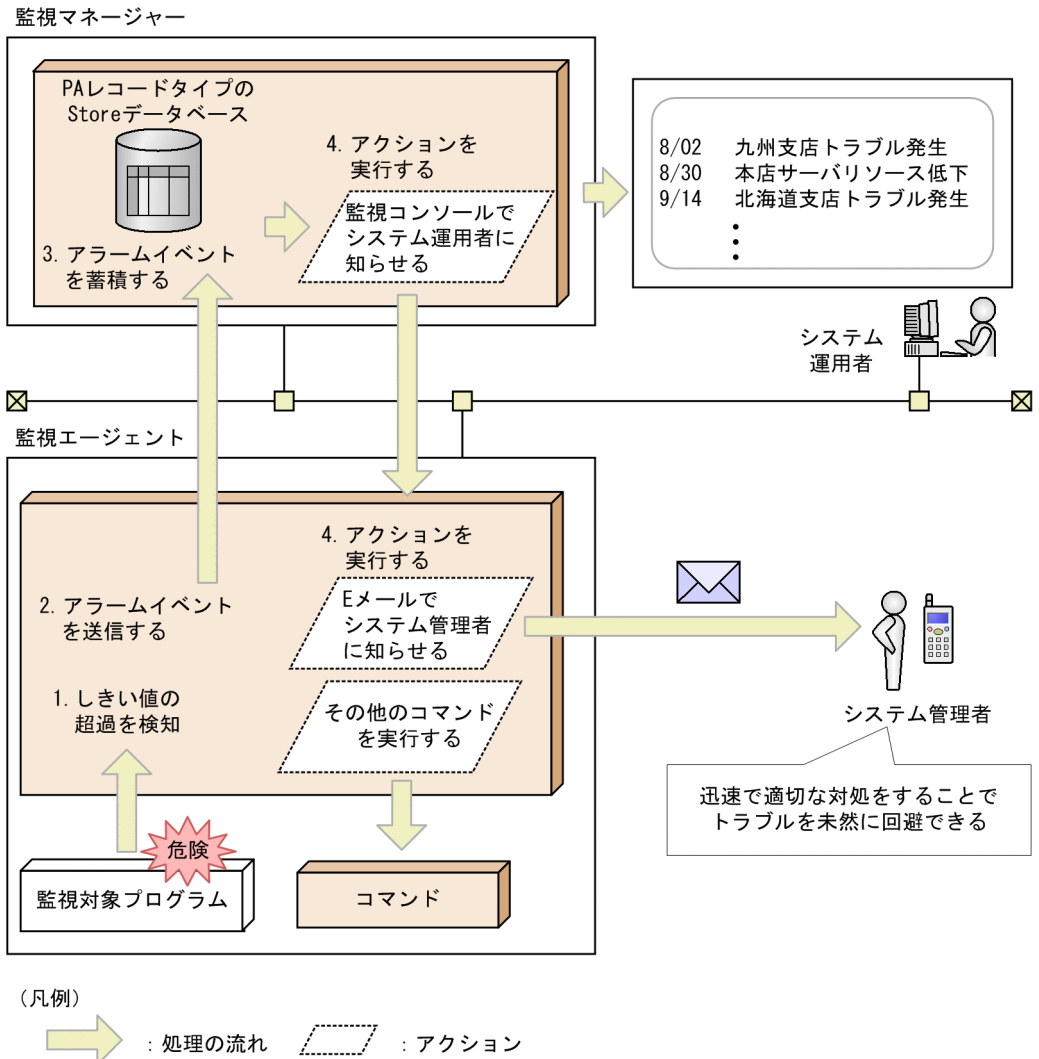 監視マネージャー
PAレコードタイプの
Storeデータベース
4. アクションを
実行する
監視コンソールで
システム運用者に
知らせる
3. アラームイベント
を蓄積する
8/02 九州支店トラブル発生
8/30 本店サーバリソース低下
9/14 北海道支店トラブル発生
システム
運用者
監視エージェント
4. アクションを
実行する
Eメールで
システム管理者
に知らせる
2. アラームイベント
を送信する
1. しきい値の
超過を検知
その他のコマンド
を実行する
システム管理者
迅速で適切な対処をすることで
トラブルを未然に回避できる
危険
監視対象プログラム
コマンド
（凡例）
：処理の流れ
：アクション